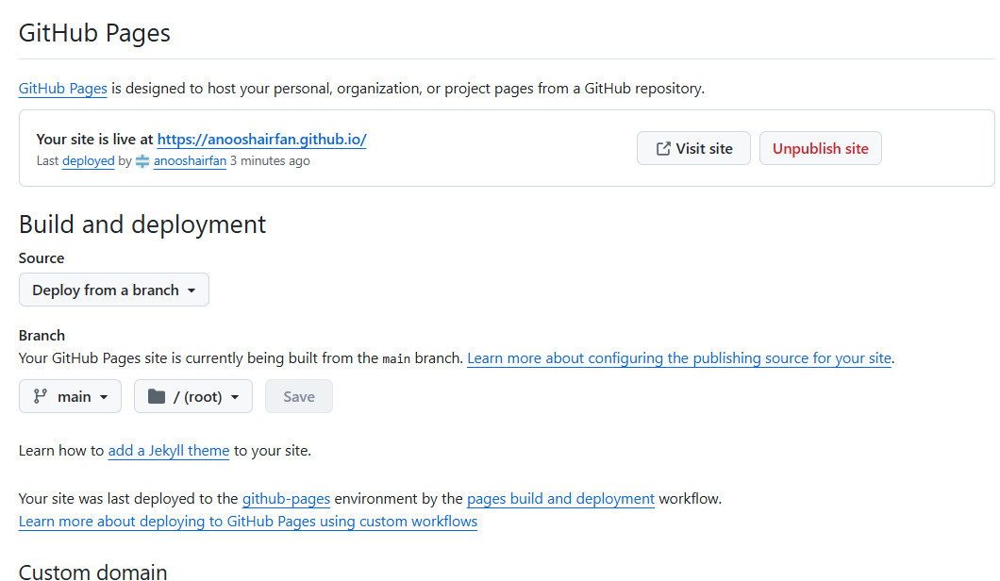 GitHub Pages
GitHub Pages is designed to host your personal, organization, or project pages from a GitHub repository.
Your site is live at https://anooshairfan.github.io/
Last deployed by anooshairfan 3 minutes ago
Visit site
Unpublish site
Build and deployment
Source
Deploy from a branch
Branch
Your GitHub Pages site is currently being built from the main branch. Learn more about configuring the publishing source for your site.
main
/ (root)
Save
Learn how to add a Jekyll theme to your site.
Your site was last deployed to the github-pages environment by the pages build and deployment workflow.
Learn more about deploying to GitHub Pages using custom workflows
Custom domain